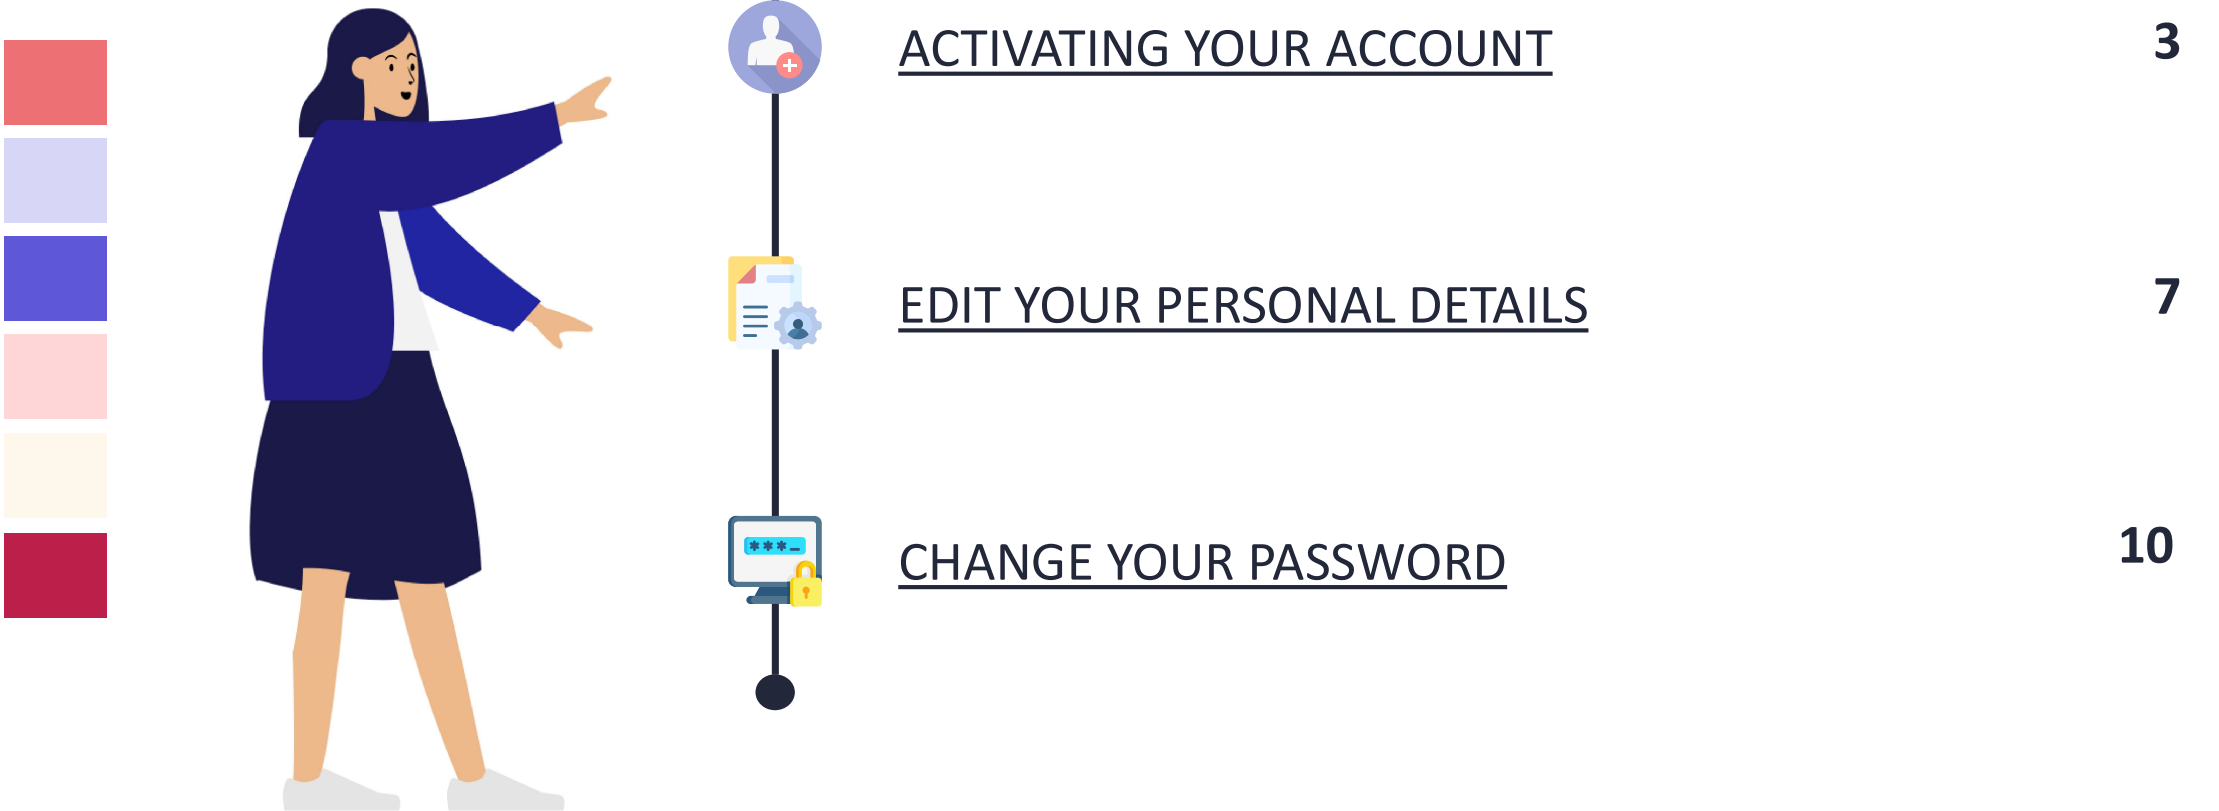 ACTIVATING YOUR ACCOUNT 3
EDIT YOUR PERSONAL DETAILS 7
***_
CHANGE YOUR PASSWORD 10